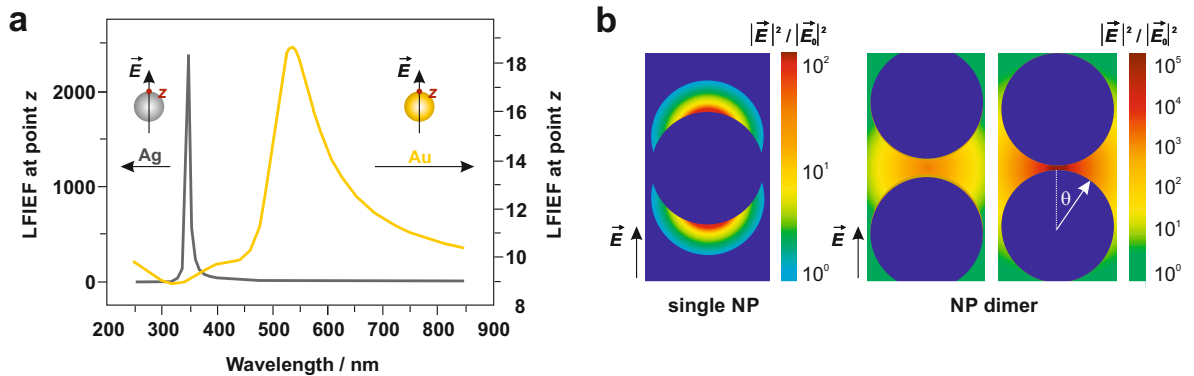 a
LFIEF at point z
2000
1000
0
E
z
Ag
E
z
Au
18
16
14
12
10
8
LFIEF at point z
200 300 400 500 600 700 800 900
Wavelength / nm
b
|E|² / |E₀|²
10²
10¹
10⁰
E
single NP
|E|² / |E₀|²
10⁵
10⁴
10³
10²
10¹
10⁰
θ
E
NP dimer